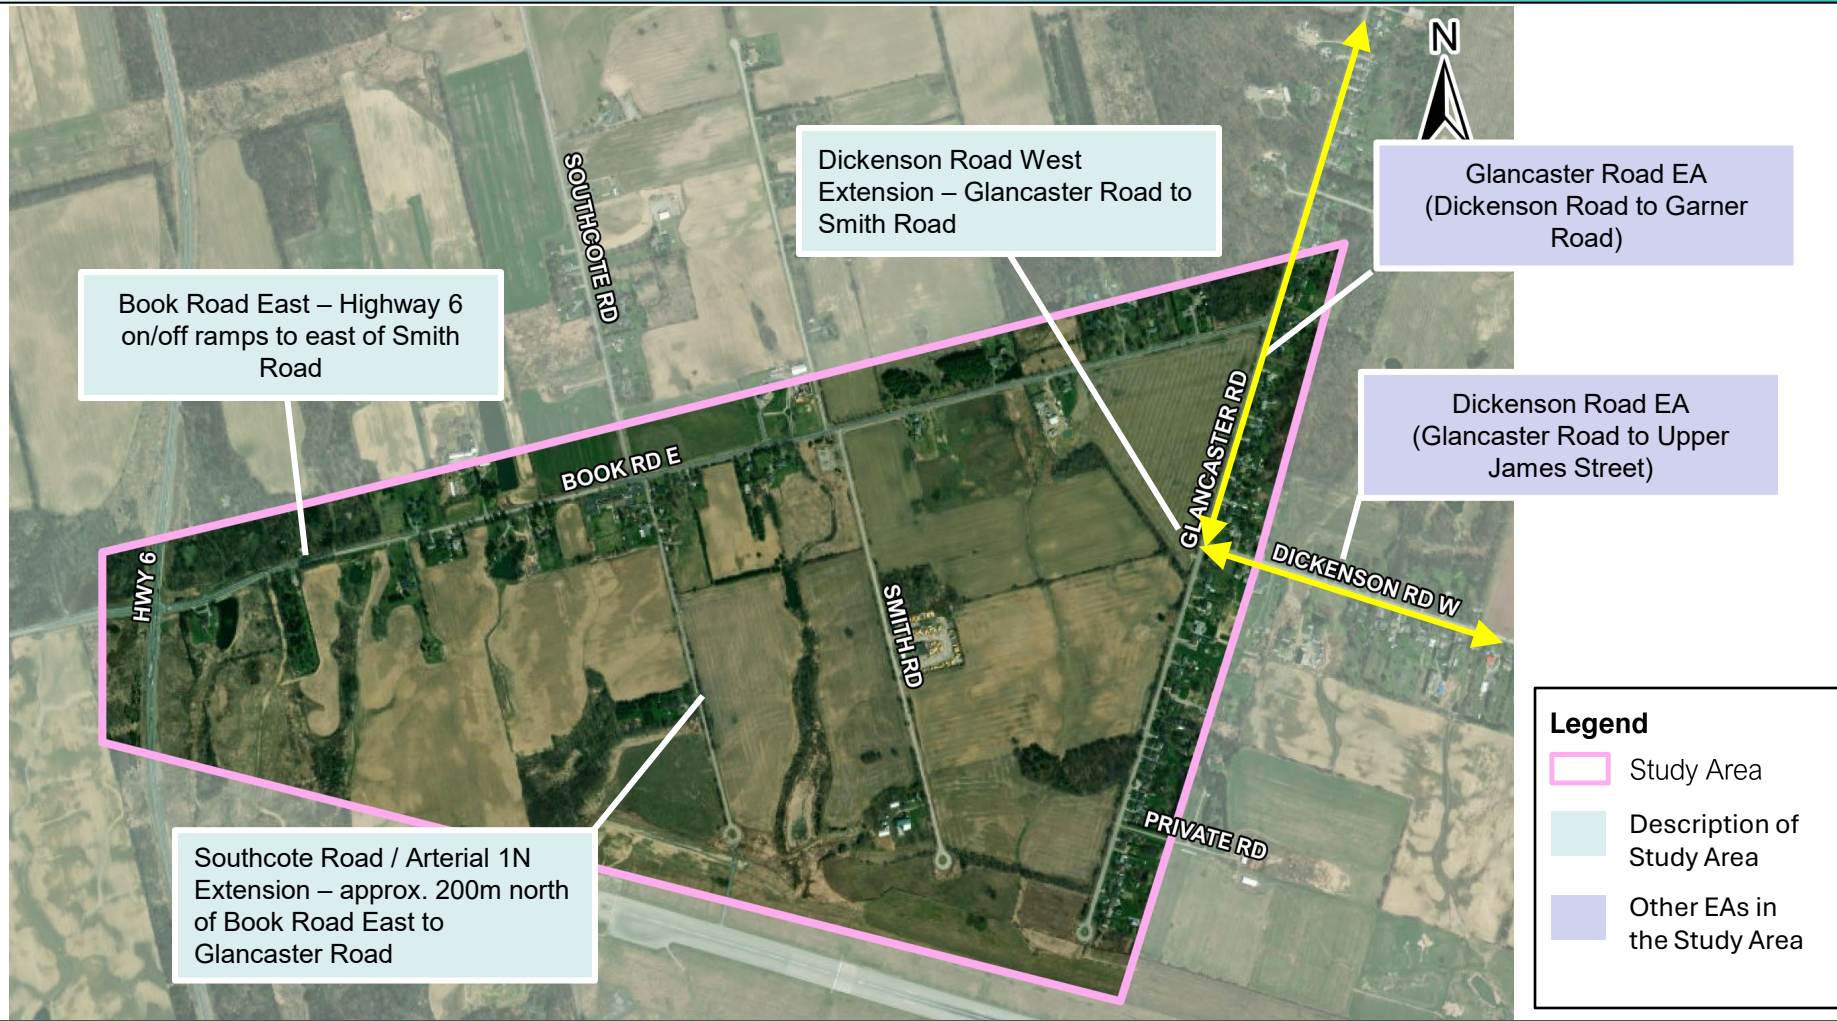 N
Dickenson Road West
Extension – Glancaster Road to
Smith Road
Glancaster Road EA
(Dickenson Road to Garner
Road)
SOUTHCOTE RD
Book Road East – Highway 6
on/off ramps to east of Smith
Road
Dickenson Road EA
(Glancaster Road to Upper
James Street)
BOOK RD E
GLANCASTER RD
HWY 6
DICKENSON RD W
SMITH RD
PRIVATE RD
Southcote Road / Arterial 1N
Extension – approx. 200m north
of Book Road East to
Glancaster Road
Legend
Study Area
Description of
Study Area
Other EAs in
the Study Area